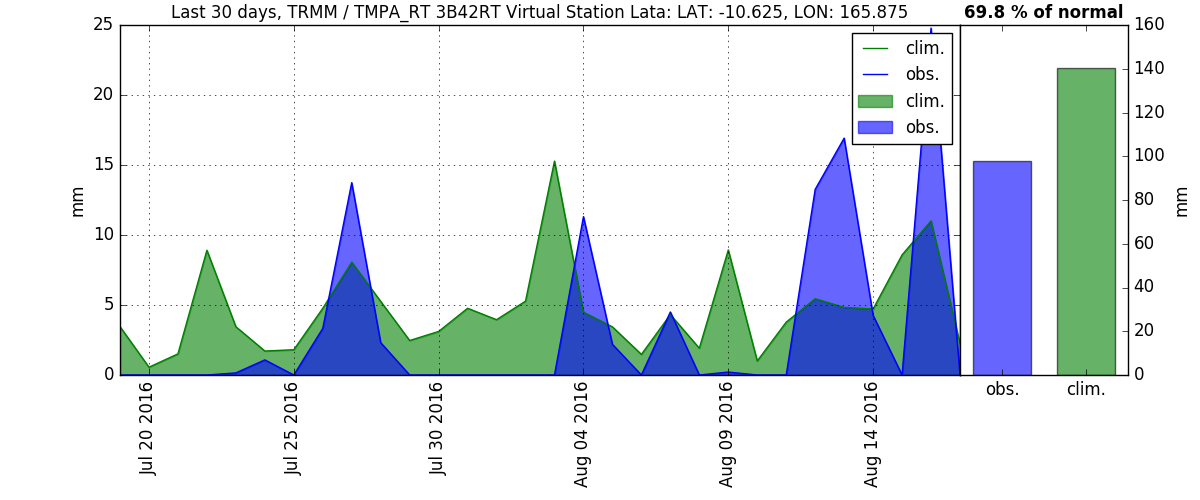 Last 30 days, TRMM / TMPA_RT 3B42RT Virtual Station Lata: LAT: -10.625, LON: 165.875
69.8 % of normal
25
20
15
10
5
0
mm
clim.
obs.
clim.
obs.
160
140
120
100
80
60
40
20
0
mm
Jul 20 2016
Jul 25 2016
Jul 30 2016
Aug 04 2016
Aug 09 2016
Aug 14 2016
obs.
clim.